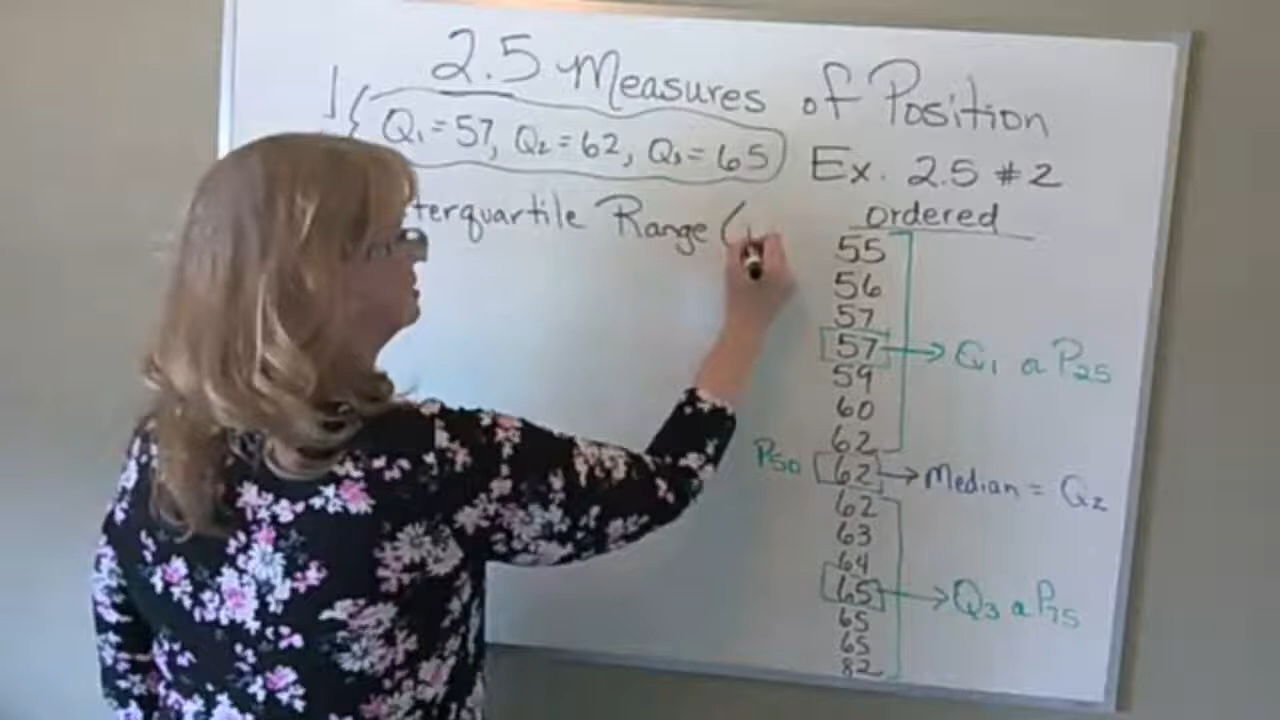 2.5 Measures of Position
Q₁ = 57, Q₂ = 62, Q₃ = 65
terquartile Range (
Ex. 2.5 #2
ordered
55
56
57
57 → Q₁ a P₂₅
59
60
62
P₅₀ 62 → Median = Q₂
62
63
64
65 → Q₃ a P₇₅
65
65
82